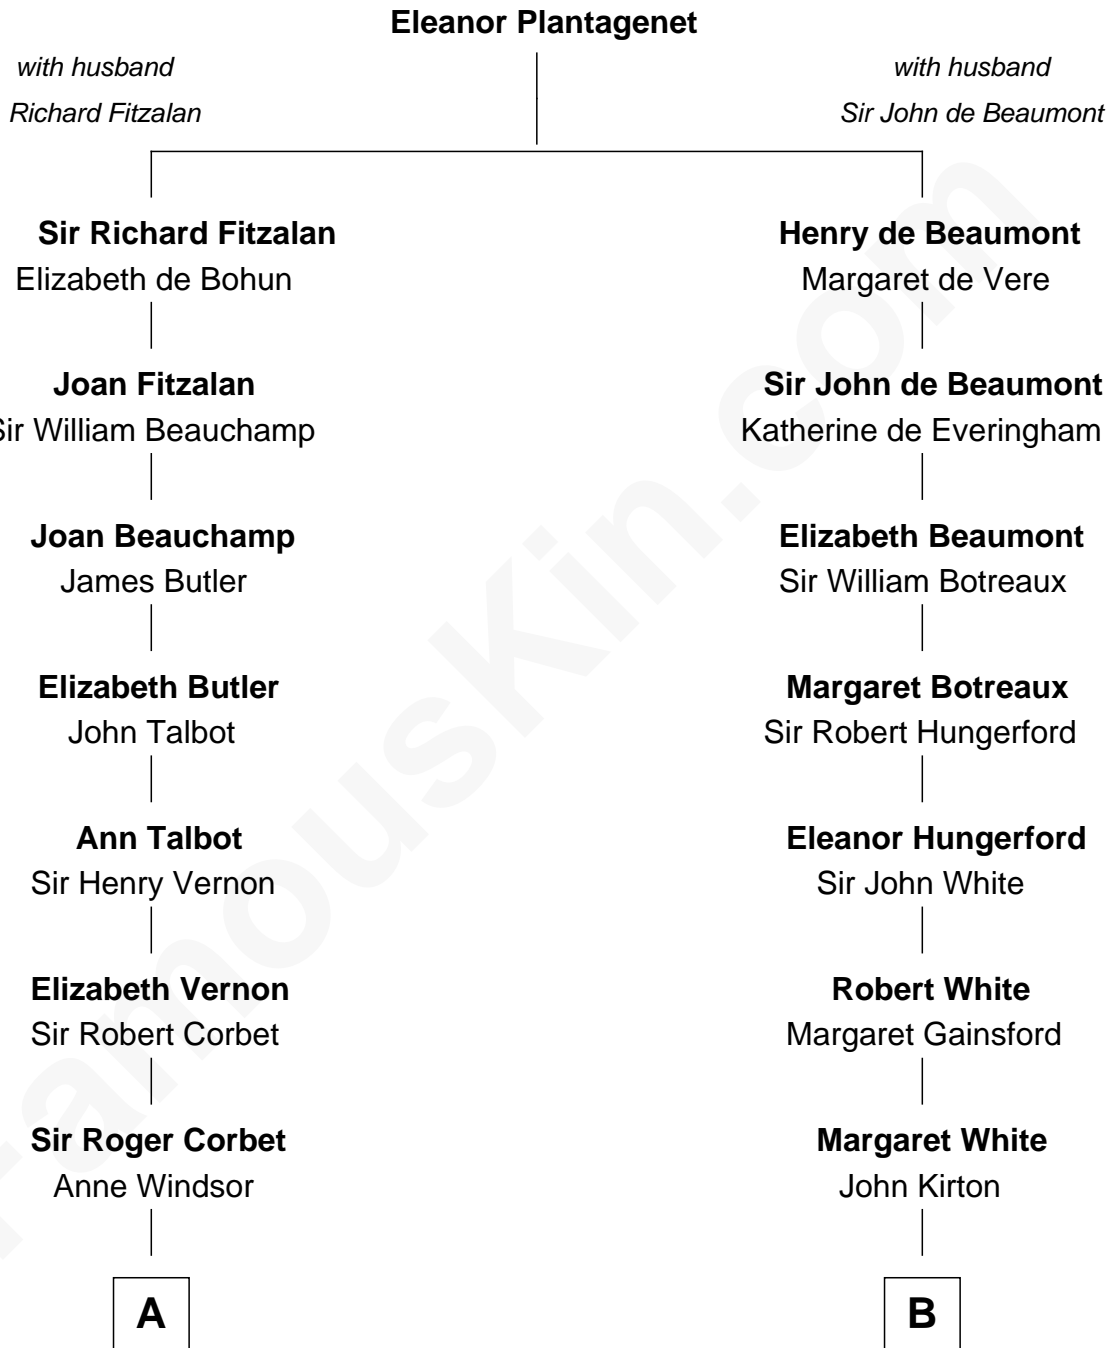 Eleanor Plantagenet
with husband
Richard Fitzalan
with husband
Sir John de Beaumont
Sir Richard Fitzalan
Elizabeth de Bohun
Henry de Beaumont
Margaret de Vere
Joan Fitzalan
Sir William Beauchamp
Sir John de Beaumont
Katherine de Everingham
Joan Beauchamp
James Butler
Elizabeth Beaumont
Sir William Botreaux
Elizabeth Butler
John Talbot
Margaret Botreaux
Sir Robert Hungerford
Ann Talbot
Sir Henry Vernon
Eleanor Hungerford
Sir John White
Elizabeth Vernon
Sir Robert Corbet
Robert White
Margaret Gainsford
Sir Roger Corbet
Anne Windsor
Margaret White
John Kirton
A
B
FamousKin.com